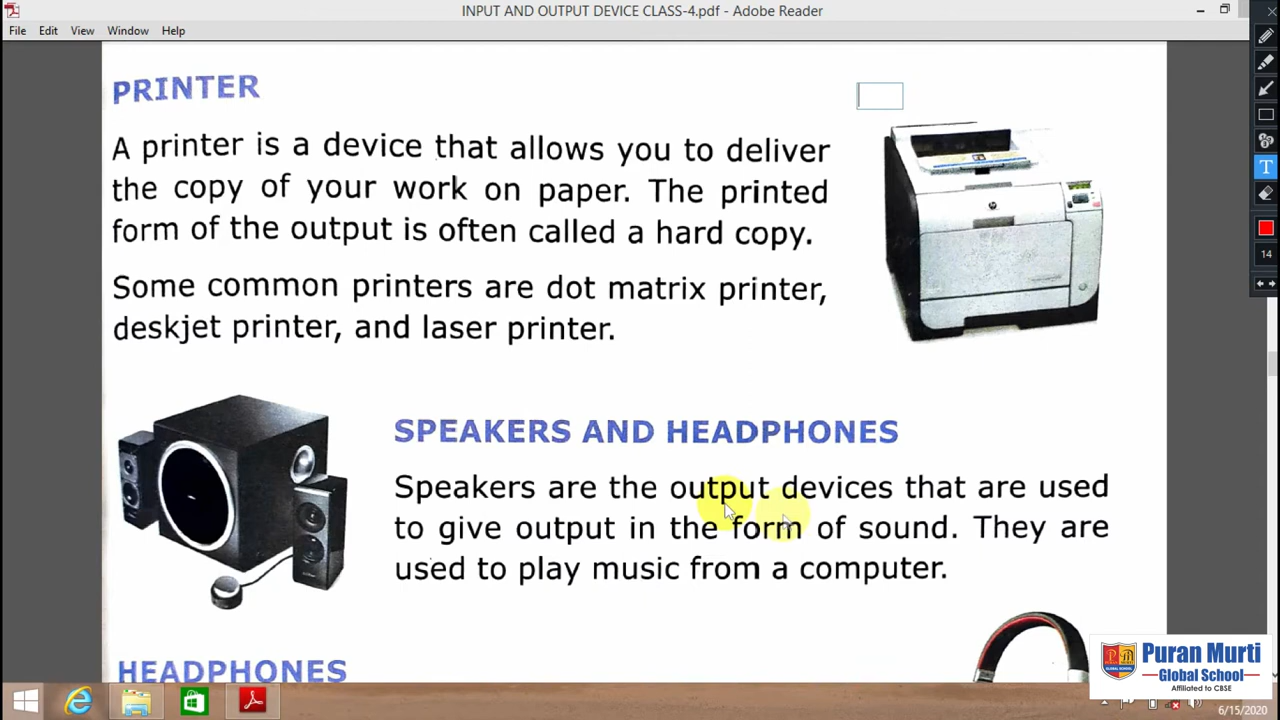 INPUT AND OUTPUT DEVICE CLASS-4.pdf - Adobe Reader
File Edit View Window Help
PRINTER
A printer is a device that allows you to deliver
the copy of your work on paper. The printed
form of the output is often called a hard copy.
Some common printers are dot matrix printer,
deskjet printer, and laser printer.
SPEAKERS AND HEADPHONES
Speakers are the output devices that are used
to give output in the form of sound. They are
used to play music from a computer.
HEADPHONES
T
14
Puran Murti
Global School
Affiliated to CBSE
6/15/2020